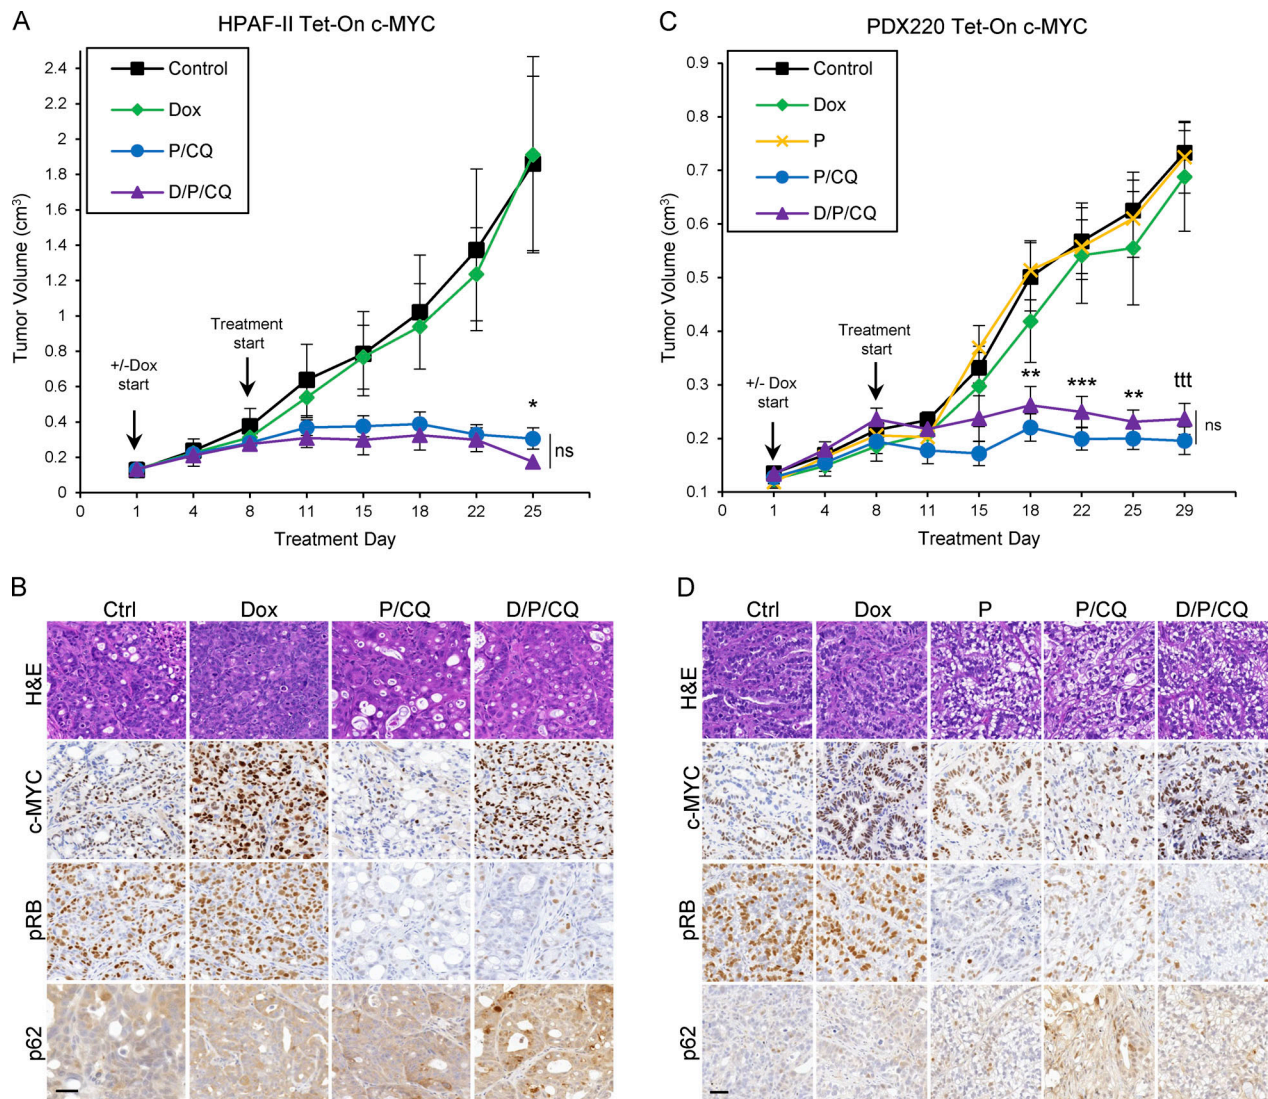 A
HPAF-II Tet-On c-MYC
Control
Dox
P/CQ
D/P/CQ
2.4
2.2
2
1.8
1.6
1.4
1.2
1
0.8
0.6
0.4
0.2
0
Tumor Volume (cm³)
+/-Dox
start
Treatment
start
*
ns
0 1 4 8 11 15 18 22 25
Treatment Day
C
PDX220 Tet-On c-MYC
Control
Dox
P
P/CQ
D/P/CQ
0.9
0.8
0.7
0.6
0.5
0.4
0.3
0.2
0.1
Tumor Volume (cm³)
+/- Dox
start
Treatment
start
** *** ** ttt
ns
0 1 4 8 11 15 18 22 25 29
Treatment Day
B
Ctrl Dox P/CQ D/P/CQ
H&E
c-MYC
pRB
p62
D
Ctrl Dox P P/CQ D/P/CQ
H&E
c-MYC
pRB
p62